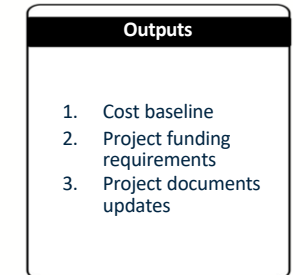 Outputs
1. Cost baseline
2. Project funding
requirements
3. Project documents
updates